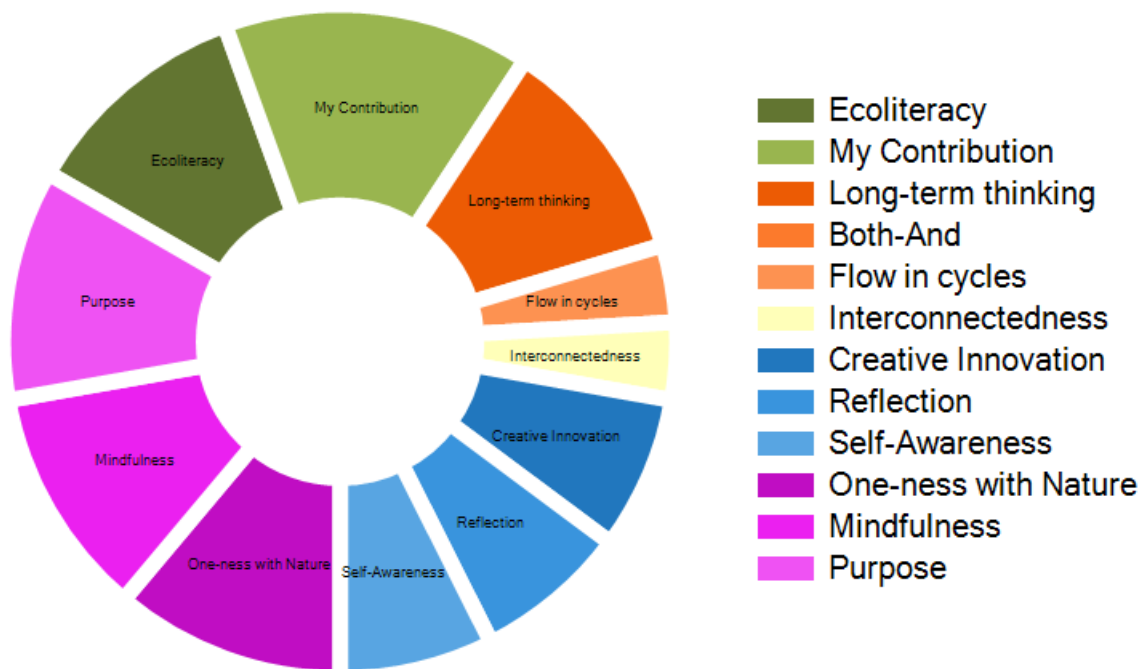 My Contribution
Ecoliteracy
Long-term thinking
Purpose
Flow in cycles
Interconnectedness
Creative Innovation
Mindfulness
Reflection
One-ness with Nature
Self-Awareness
Ecoliteracy
My Contribution
Long-term thinking
Both-And
Flow in cycles
Interconnectedness
Creative Innovation
Reflection
Self-Awareness
One-ness with Nature
Mindfulness
Purpose